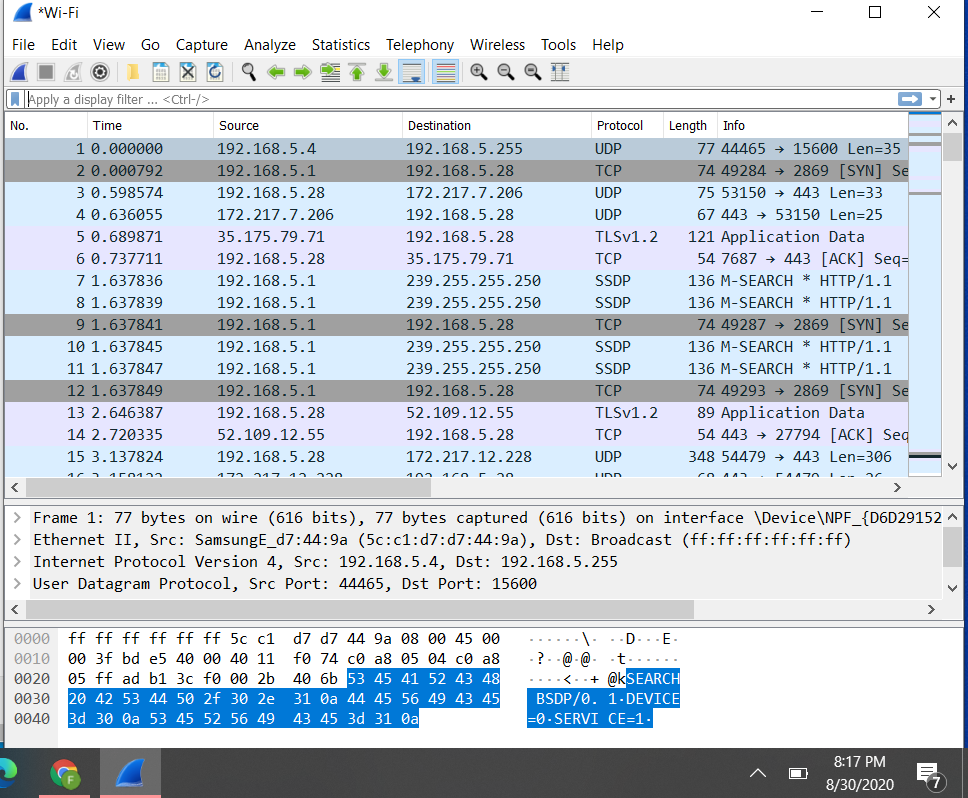 *Wi-Fi
File Edit View Go Capture Analyze Statistics Telephony Wireless Tools Help
Apply a display filter ... <Ctrl-/>
No. Time Source Destination Protocol Length Info
1 0.000000 192.168.5.4 192.168.5.255 UDP 77 44465 → 15600 Len=35
2 0.000792 192.168.5.1 192.168.5.28 TCP 74 49284 → 2869 [SYN] Se
3 0.598574 192.168.5.28 172.217.7.206 UDP 75 53150 → 443 Len=33
4 0.636055 172.217.7.206 192.168.5.28 UDP 67 443 → 53150 Len=25
5 0.689871 35.175.79.71 192.168.5.28 TLSv1.2 121 Application Data
6 0.737711 192.168.5.28 35.175.79.71 TCP 54 7687 → 443 [ACK] Seq=
7 1.637836 192.168.5.1 239.255.255.250 SSDP 136 M-SEARCH * HTTP/1.1
8 1.637839 192.168.5.1 239.255.255.250 SSDP 136 M-SEARCH * HTTP/1.1
9 1.637841 192.168.5.1 192.168.5.28 TCP 74 49287 → 2869 [SYN] Se
10 1.637845 192.168.5.1 239.255.255.250 SSDP 136 M-SEARCH * HTTP/1.1
11 1.637847 192.168.5.1 239.255.255.250 SSDP 136 M-SEARCH * HTTP/1.1
12 1.637849 192.168.5.1 192.168.5.28 TCP 74 49293 → 2869 [SYN] Se
13 2.646387 192.168.5.28 52.109.12.55 TLSv1.2 89 Application Data
14 2.720335 52.109.12.55 192.168.5.28 TCP 54 443 → 27794 [ACK] Seq
15 3.137824 192.168.5.28 172.217.12.228 UDP 348 54479 → 443 Len=306
Frame 1: 77 bytes on wire (616 bits), 77 bytes captured (616 bits) on interface \Device\NPF_{D6D29152
Ethernet II, Src: SamsungE_d7:44:9a (5c:c1:d7:d7:44:9a), Dst: Broadcast (ff:ff:ff:ff:ff:ff)
Internet Protocol Version 4, Src: 192.168.5.4, Dst: 192.168.5.255
User Datagram Protocol, Src Port: 44465, Dst Port: 15600
0000 ff ff ff ff ff ff 5c c1 d7 d7 44 9a 08 00 45 00 ······\· ··D···E·
0010 00 3f bd e5 40 00 40 11 f0 74 c0 a8 05 04 c0 a8 ·?··@·@· ·t······
0020 05 ff ad b1 3c f0 00 2b 40 6b 53 45 41 52 43 48 ····<··+ @kSEARCH
0030 20 42 53 44 50 2f 30 2e 31 0a 44 45 56 49 43 45 BSDP/0. 1·DEVICE
0040 3d 30 0a 53 45 52 56 49 43 45 3d 31 0a =0·SERVI CE=1·
F
8:17 PM
8/30/2020
7